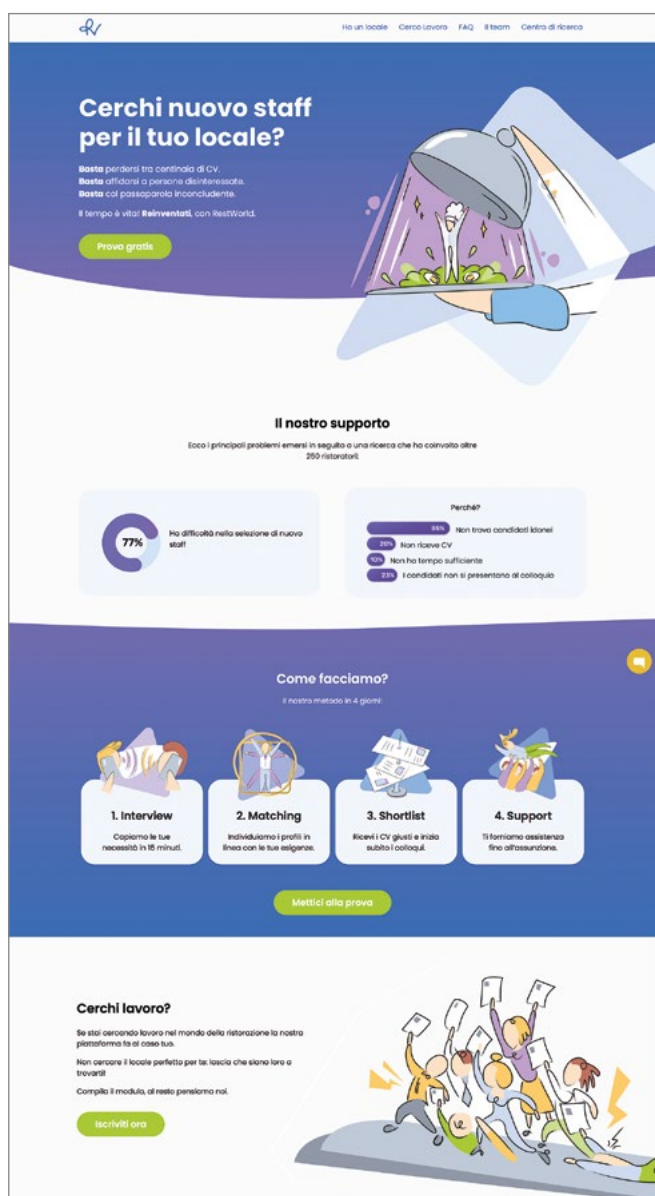 Ho un locale Cerco Lavoro FAQ Il team Centro di ricerca
Cerchi nuovo staff
per il tuo locale?
Basta perdersi tra centinaia di CV.
Basta affidarsi a persone disinteressate.
Basta col passaparola inconcludente.
Il tempo è vita! Reinventati, con RestWorld.
Prova gratis
Il nostro supporto
Ecco i principali problemi emersi in seguito a una ricerca che ha coinvolto oltre
250 ristoratori:
77%
Ha difficoltà nella selezione di nuovo
staff
Perché?
Non trova candidati idonei
20% Non riceve CV
10% Non ha tempo sufficiente
23% I candidati non si presentano al colloquio
Come facciamo?
Il nostro metodo in 4 giorni:
1. Interview
Capiamo le tue
necessità in 15 minuti.
2. Matching
Individuiamo i profili in
linea con le tue esigenze.
3. Shortlist
Ricevi i CV giusti e inizia
subito i colloqui.
4. Support
Ti forniamo assistenza
fino all'assunzione.
Mettici alla prova
Cerchi lavoro?
Se stai cercando lavoro nel mondo della ristorazione la nostra
piattaforma fa al caso tuo.
Non cercare il locale perfetto per te: lascia che siano loro a
trovarti!
Compila il modulo, al resto pensiamo noi.
Iscriviti ora